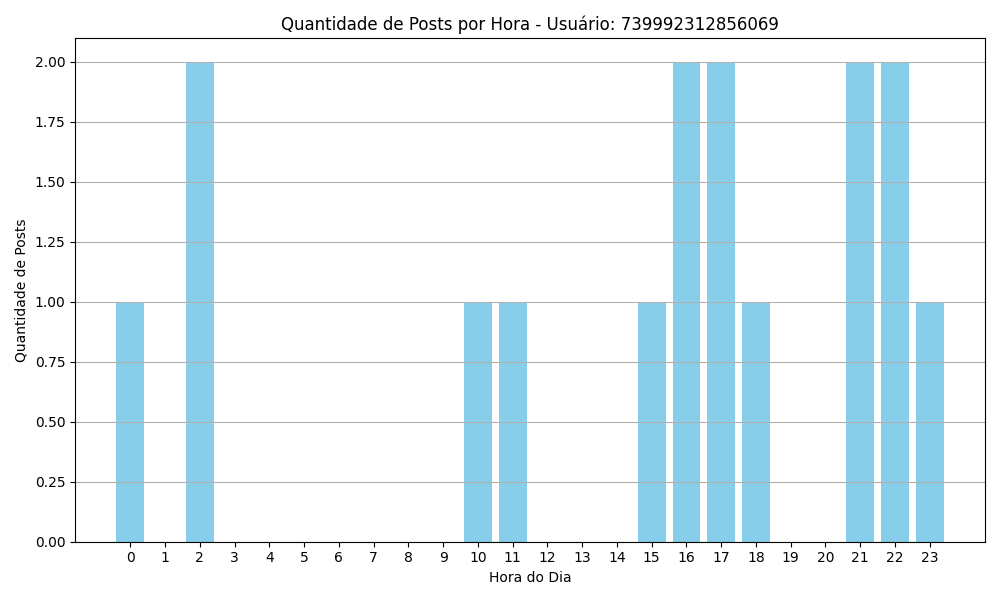 Quantidade de Posts por Hora - Usuário: 739992312856069
Quantidade de Posts
2.00
1.75
1.50
1.25
1.00
0.75
0.50
0.25
0.00
0 1 2 3 4 5 6 7 8 9 10 11 12 13 14 15 16 17 18 19 20 21 22 23
Hora do Dia